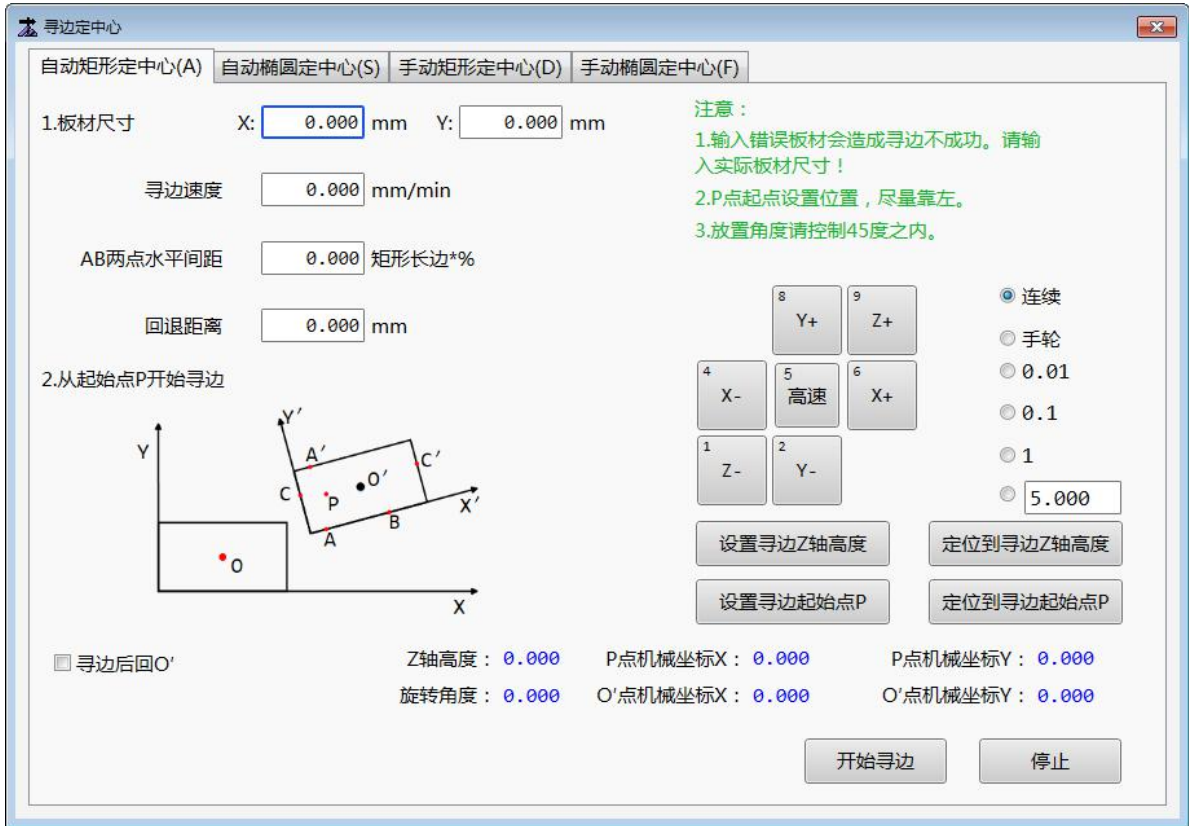 寻边定中心
自动矩形定中心(A) 自动椭圆定中心(S) 手动矩形定中心(D) 手动椭圆定中心(F)
1.板材尺寸 X: 0.000 mm Y: 0.000 mm
寻边速度 0.000 mm/min
AB两点水平间距 0.000 矩形长边*%
回退距离 0.000 mm
2.从起始点P开始寻边
Y
Y′
A′
C′
C
P
O′
X′
A
B
O
X
注意：
1.输入错误板材会造成寻边不成功。请输
入实际板材尺寸！
2.P点起点设置位置，尽量靠左。
3.放置角度请控制45度之内。
8 Y+
9 Z+
4 X-
5 高速
6 X+
1 Z-
2 Y-
连续
手轮
0.01
0.1
1
5.000
设置寻边Z轴高度 定位到寻边Z轴高度
设置寻边起始点P 定位到寻边起始点P
寻边后回O′
Z轴高度： 0.000 P点机械坐标X： 0.000 P点机械坐标Y： 0.000
旋转角度： 0.000 O′点机械坐标X： 0.000 O′点机械坐标Y： 0.000
开始寻边 停止